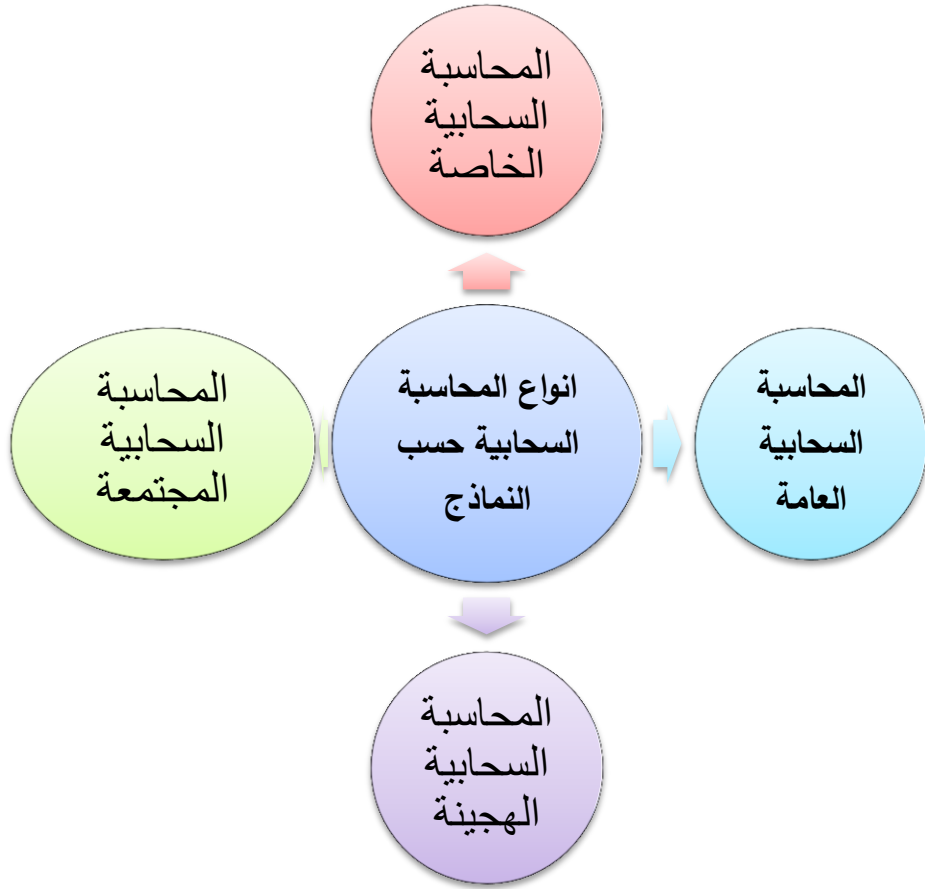 المحاسبة
السحابية
الخاصة
انواع المحاسبة
السحابية حسب
النماذج
المحاسبة
السحابية
العامة
المحاسبة
السحابية
المجتمعة
المحاسبة
السحابية
الهجينة